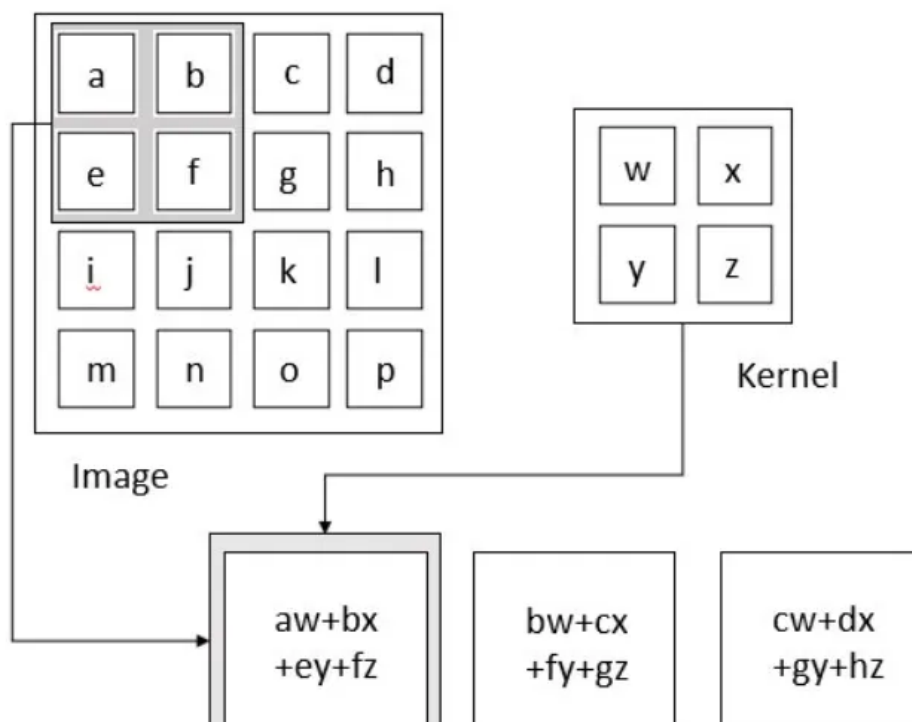 a b c d
e f g h
i j k l
m n o p
Image
w x
y z
Kernel
aw+bx
+ey+fz
bw+cx
+fy+gz
cw+dx
+gy+hz